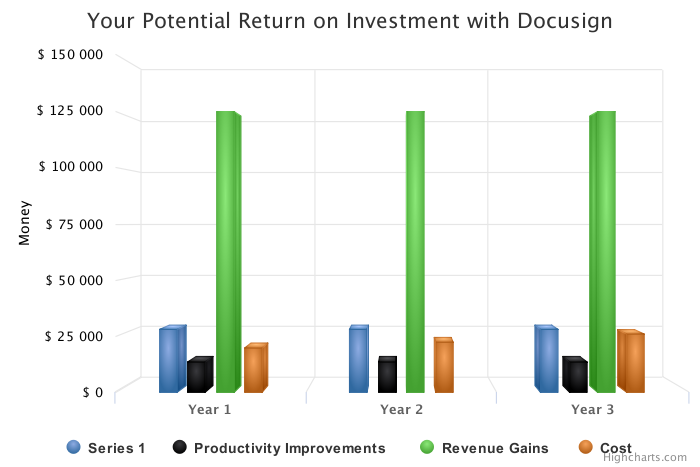 Your Potential Return on Investment with Docusign
$ 150 000
$ 125 000
$ 100 000
$ 75 000
$ 50 000
$ 25 000
$ 0
Money
Year 1
Year 2
Year 3
Series 1
Productivity Improvements
Revenue Gains
Cost
Highcharts.com